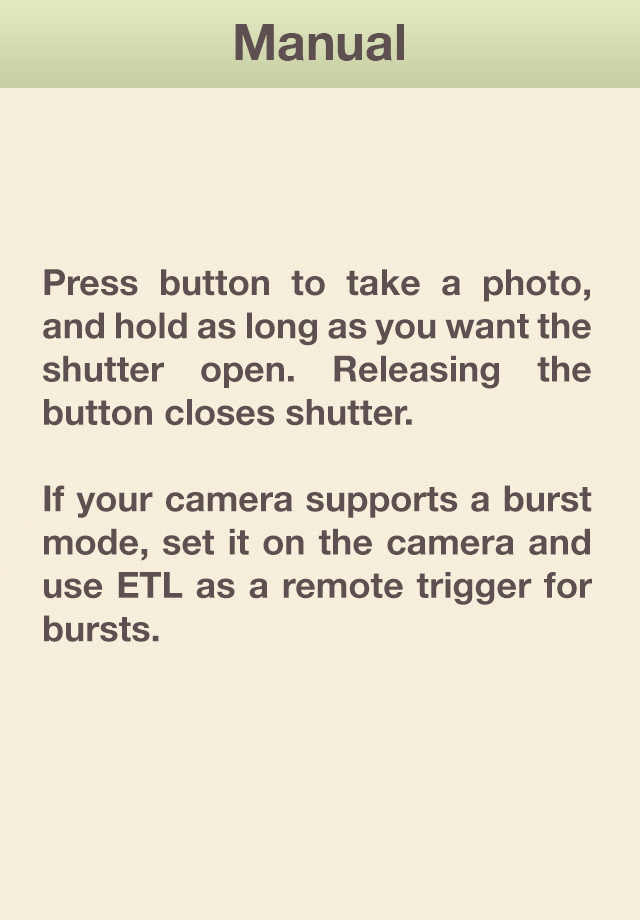 Manual
Press button to take a photo,
and hold as long as you want the
shutter open. Releasing the
button closes shutter.
If your camera supports a burst
mode, set it on the camera and
use ETL as a remote trigger for
bursts.